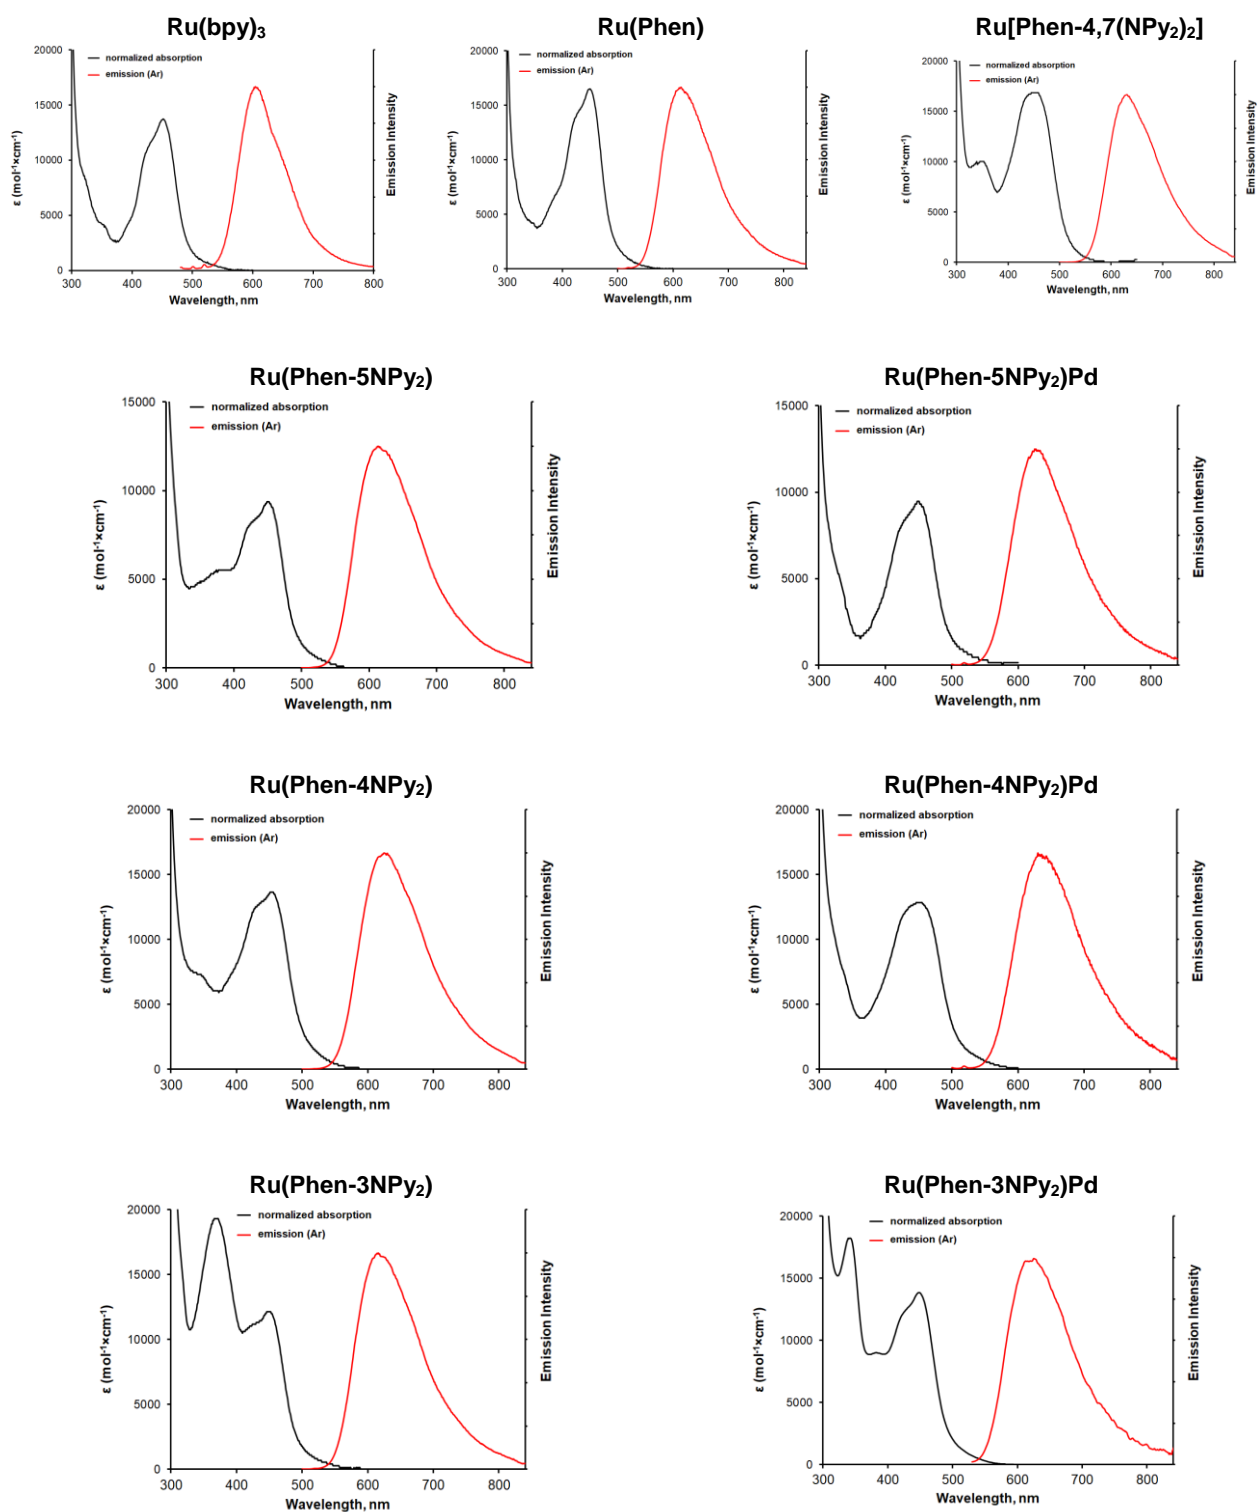 Ru(bpy)₃
20000
15000
10000
5000
0
300 400 500 600 700 800
normalized absorption
emission (Ar)
ε (mol⁻¹×cm⁻¹)
Emission Intensity
Wavelength, nm
Ru(Phen)
20000
15000
10000
5000
0
300 400 500 600 700 800
normalized absorption
emission (Ar)
ε (mol⁻¹×cm⁻¹)
Emission Intensity
Wavelength, nm
Ru[Phen-4,7(NPy₂)₂]
20000
15000
10000
5000
0
300 400 500 600 700 800
normalized absorption
emission (Ar)
ε (mol⁻¹×cm⁻¹)
Emission Intensity
Wavelength, nm
Ru(Phen-5NPy₂)
15000
10000
5000
0
300 400 500 600 700 800
normalized absorption
emission (Ar)
ε (mol⁻¹×cm⁻¹)
Emission Intensity
Wavelength, nm
Ru(Phen-5NPy₂)Pd
15000
10000
5000
0
300 400 500 600 700 800
normalized absorption
emission (Ar)
ε (mol⁻¹×cm⁻¹)
Emission Intensity
Wavelength, nm
Ru(Phen-4NPy₂)
20000
15000
10000
5000
0
300 400 500 600 700 800
normalized absorption
emission (Ar)
ε (mol⁻¹×cm⁻¹)
Emission Intensity
Wavelength, nm
Ru(Phen-4NPy₂)Pd
20000
15000
10000
5000
0
300 400 500 600 700 800
normalized absorption
emission (Ar)
ε (mol⁻¹×cm⁻¹)
Emission Intensity
Wavelength, nm
Ru(Phen-3NPy₂)
20000
15000
10000
5000
0
300 400 500 600 700 800
normalized absorption
emission (Ar)
ε (mol⁻¹×cm⁻¹)
Emission Intensity
Wavelength, nm
Ru(Phen-3NPy₂)Pd
20000
15000
10000
5000
0
300 400 500 600 700 800
normalized absorption
emission (Ar)
ε (mol⁻¹×cm⁻¹)
Emission Intensity
Wavelength, nm